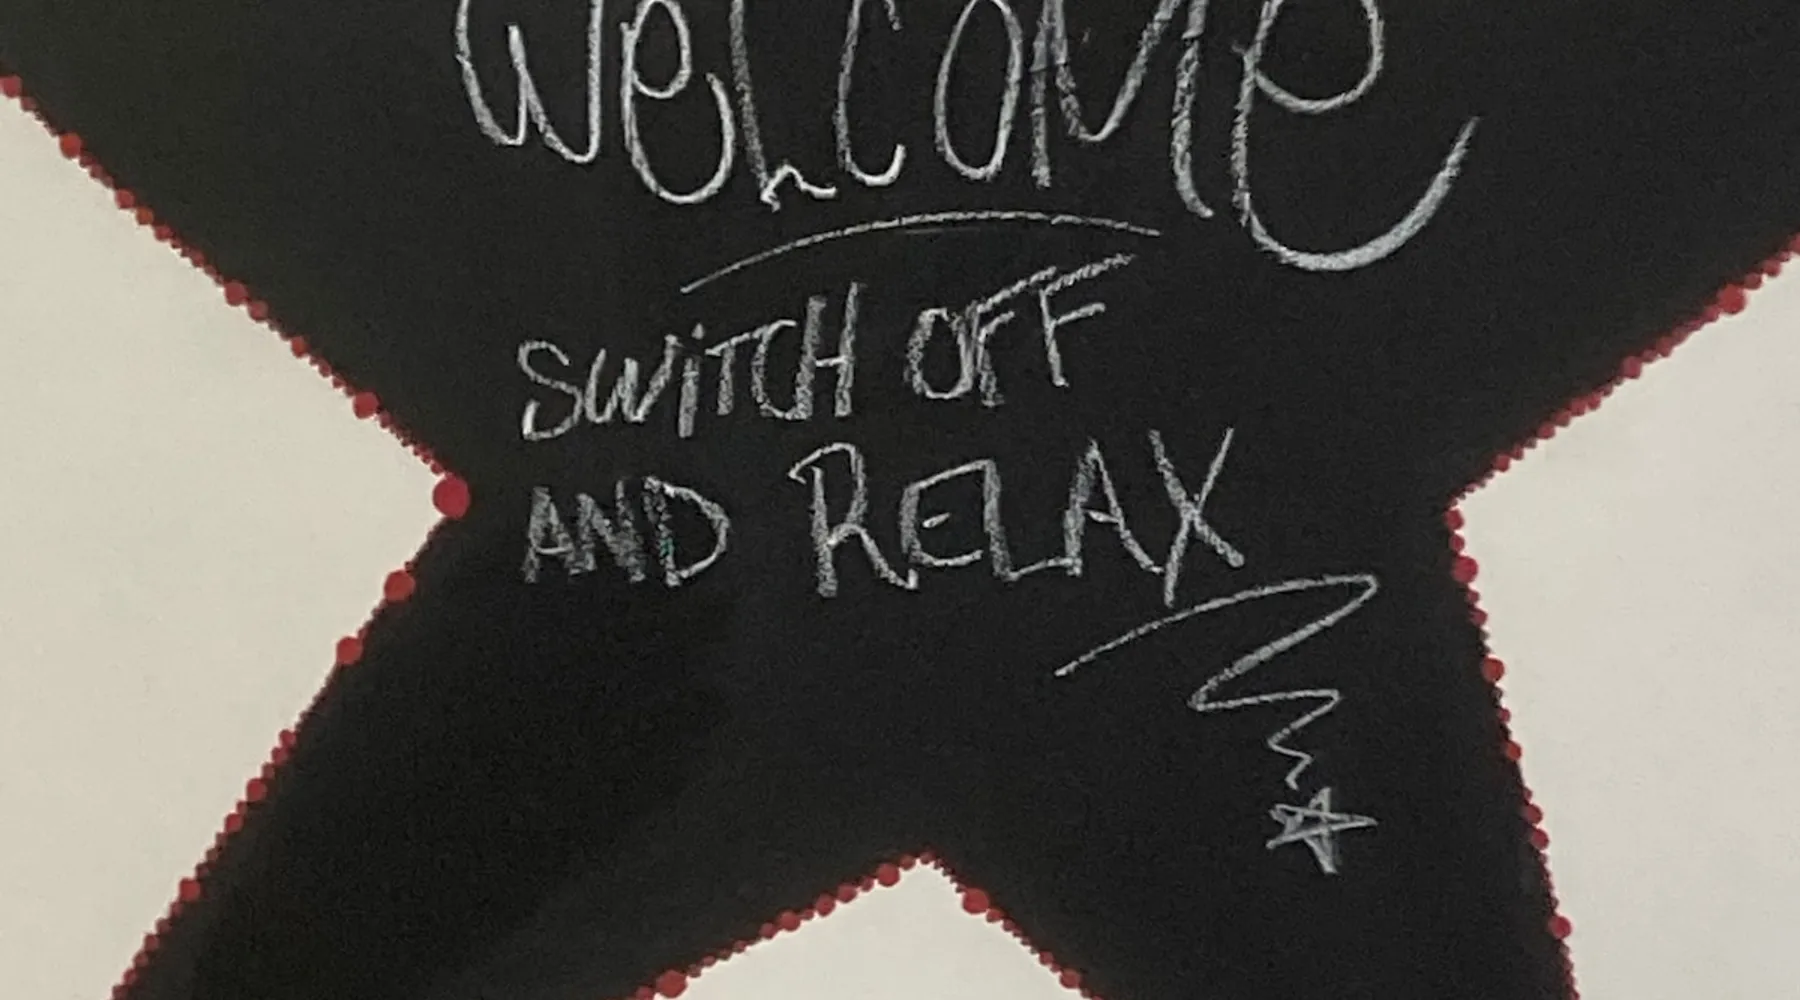 WeLCOMe
SWiTCH OFF
AND RELAX